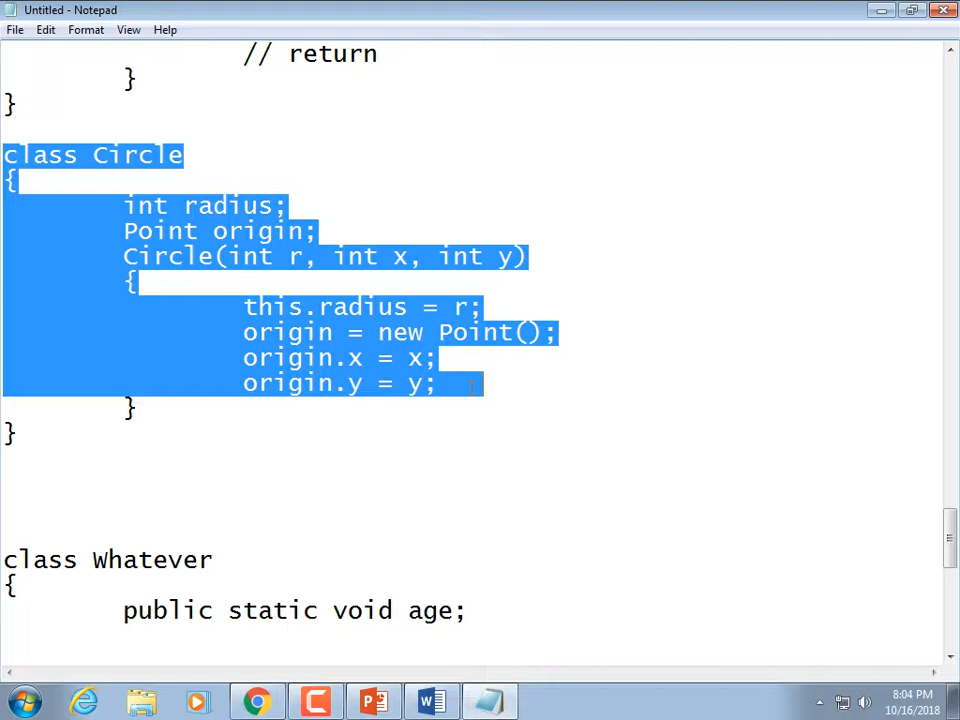 Untitled - Notepad
File Edit Format View Help
// return
}
}
class Circle
{
int radius;
Point origin;
Circle(int r, int x, int y)
{
this.radius = r;
origin = new Point();
origin.x = x;
origin.y = y;
}
}
class Whatever
{
public static void age;
8:04 PM
10/16/2018